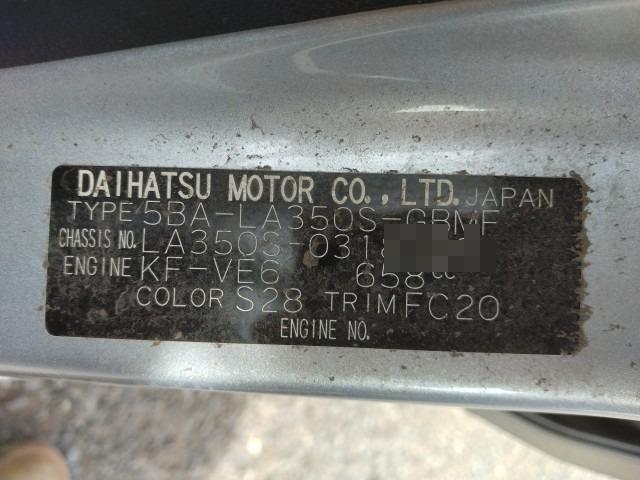 DAIHATSU MOTOR CO., LTD. JAPAN
TYPE 5BA-LA350S-GBMF
CHASSIS NO. LA350S-031
ENGINE KF-VE6 658cc
COLOR S28 TRIM FC20
ENGINE NO.